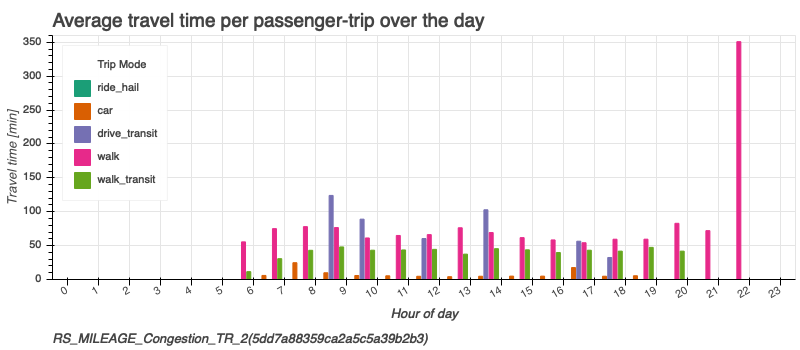 Average travel time per passenger-trip over the day
Travel time [min]
350
300
250
200
150
100
50
0
Trip Mode
ride_hail
car
drive_transit
walk
walk_transit
0 1 2 3 4 5 6 7 8 9 10 11 12 13 14 15 16 17 18 19 20 21 22 23
Hour of day
RS_MILEAGE_Congestion_TR_2(5dd7a88359ca2a5c5a39b2b3)